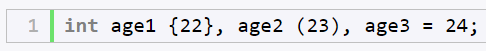 1 int age1 {22}, age2 (23), age3 = 24;